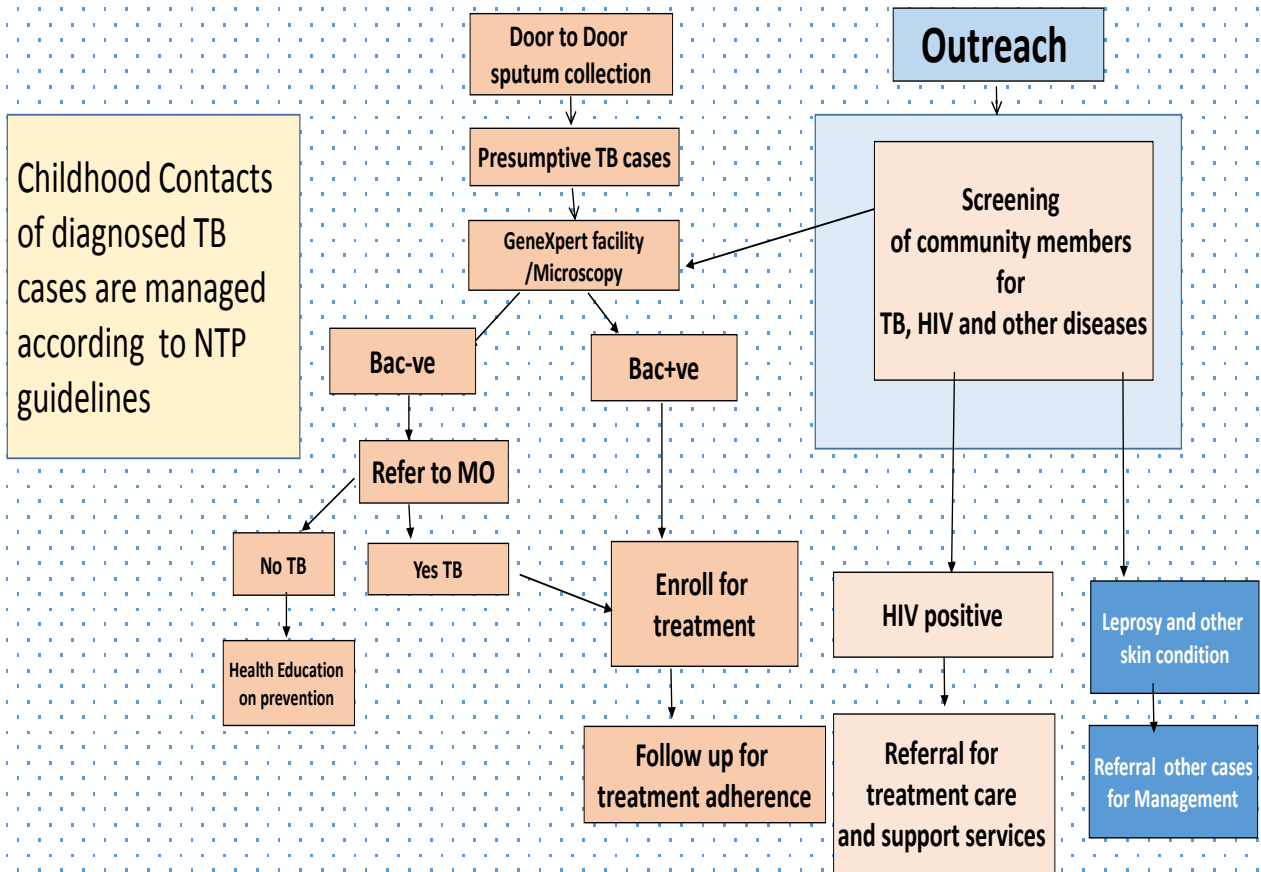 Door to Door
sputum collection
Outreach
Childhood Contacts
of diagnosed TB
cases are managed
according to NTP
guidelines
Presumptive TB cases
Screening
of community members
for
TB, HIV and other diseases
GeneXpert facility
/Microscopy
Bac-ve
Bac+ve
Refer to MO
No TB
Yes TB
Enroll for
treatment
HIV positive
Leprosy and other
skin condition
Health Education
on prevention
Follow up for
treatment adherence
Referral for
treatment care
and support services
Referral other cases
for Management